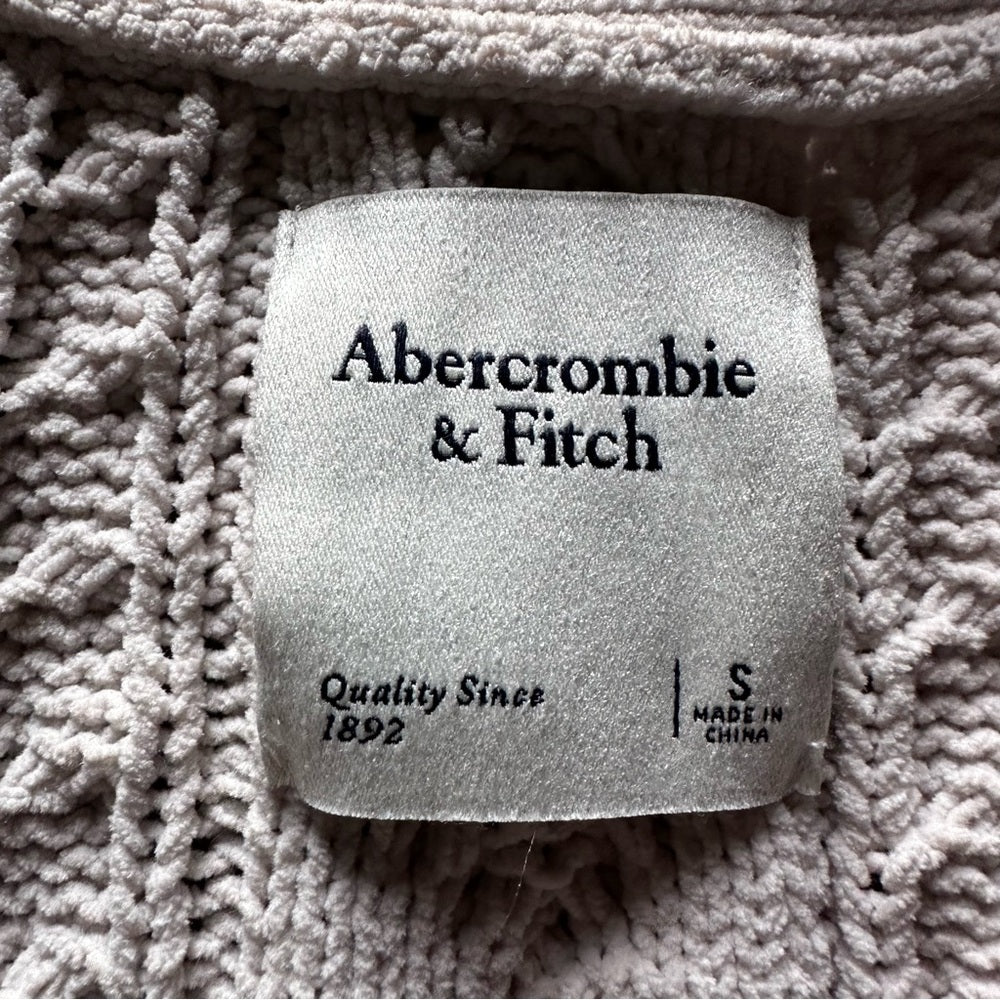 Abercrombie
& Fitch
Quality Since
1892
S
MADE IN
CHINA